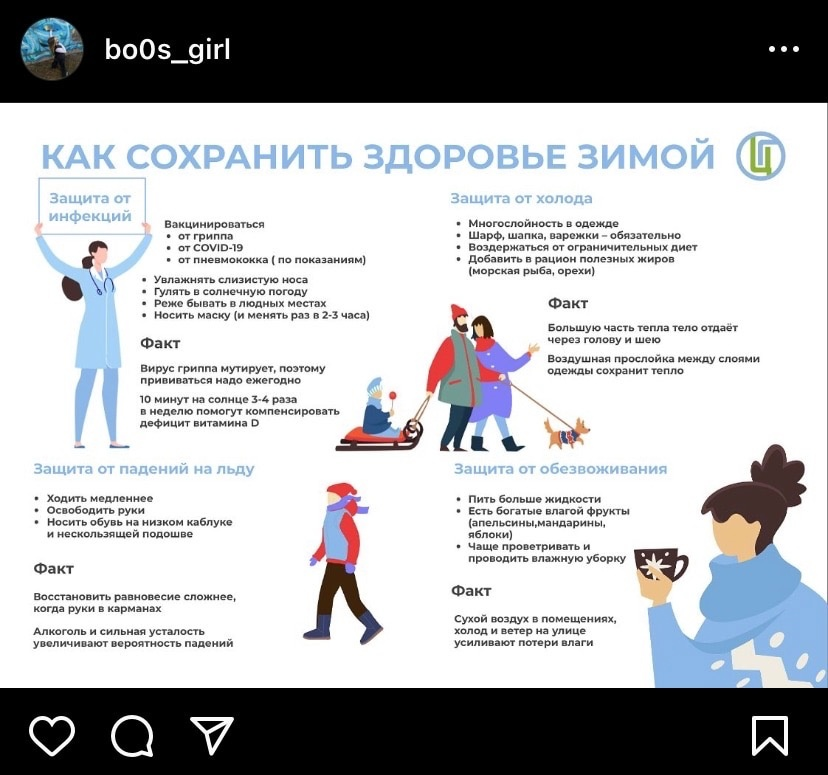 bo0s_girl
КАК СОХРАНИТЬ ЗДОРОВЬЕ ЗИМОЙ
Защита от
инфекций
Вакцинироваться
• от гриппа
• от COVID-19
• от пневмококка ( по показаниям)
• Увлажнять слизистую носа
• Гулять в солнечную погоду
• Реже бывать в людных местах
• Носить маску (и менять раз в 2-3 часа)
Факт
Вирус гриппа мутирует, поэтому
прививаться надо ежегодно
10 минут на солнце 3-4 раза
в неделю помогут компенсировать
дефицит витамина D
Защита от холода
• Многослойность в одежде
• Шарф, шапка, варежки – обязательно
• Воздержаться от ограничительных диет
• Добавить в рацион полезных жиров
(морская рыба, орехи)
Факт
Большую часть тепла тело отдаёт
через голову и шею
Воздушная прослойка между слоями
одежды сохранит тепло
Защита от падений на льду
• Ходить медленнее
• Освободить руки
• Носить обувь на низком каблуке
и нескользящей подошве
Факт
Восстановить равновесие сложнее,
когда руки в карманах
Алкоголь и сильная усталость
увеличивают вероятность падений
Защита от обезвоживания
• Пить больше жидкости
• Есть богатые влагой фрукты
(апельсины,мандарины,
яблоки)
• Чаще проветривать и
проводить влажную уборку
Факт
Сухой воздух в помещениях,
холод и ветер на улице
усиливают потери влаги